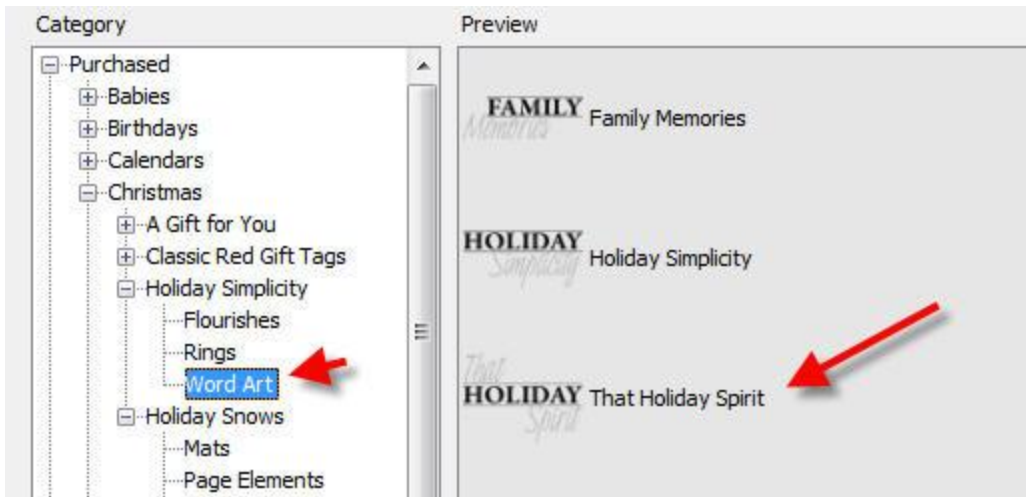 Category
Purchased
Babies
Birthdays
Calendars
Christmas
A Gift for You
Classic Red Gift Tags
Holiday Simplicity
Flourishes
Rings
Word Art
Holiday Snows
Mats
Page Elements
Preview
FAMILY
Memories
Family Memories
HOLIDAY
Simplicity
Holiday Simplicity
That
HOLIDAY
Spirit
That Holiday Spirit